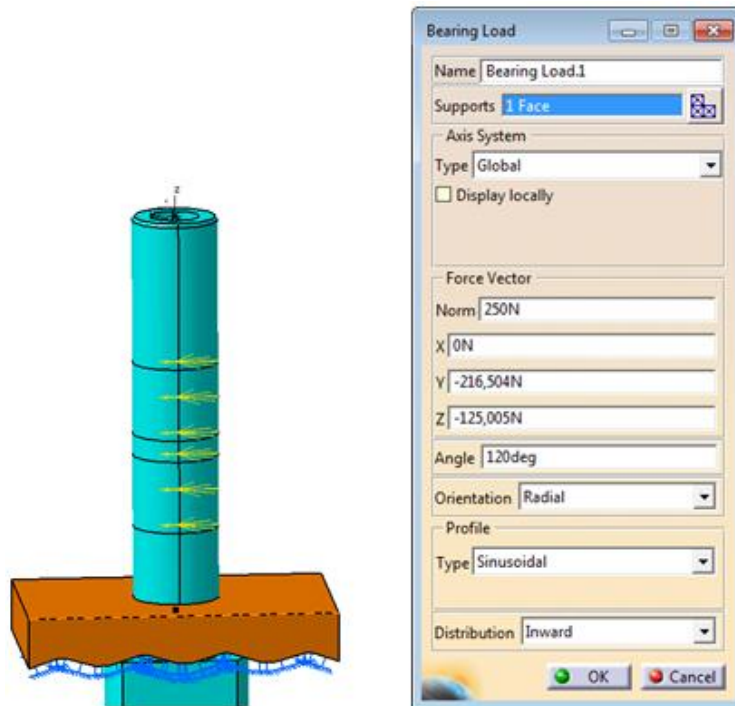 z
Bearing Load
Name Bearing Load.1
Supports 1 Face
Axis System
Type Global
Display locally
Force Vector
Norm 250N
X 0N
Y -216,504N
Z -125,005N
Angle 120deg
Orientation Radial
Profile
Type Sinusoidal
Distribution Inward
OK Cancel